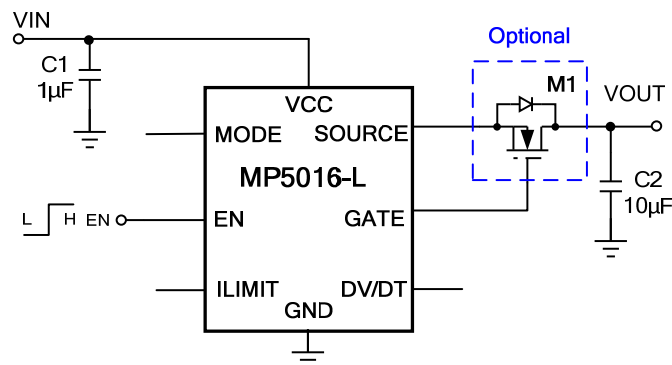 VIN
Optional
C1
1µF
M1
VOUT
VCC
MODE
SOURCE
MP5016-L
C2
10µF
L
H
EN
EN
GATE
ILIMIT
DV/DT
GND